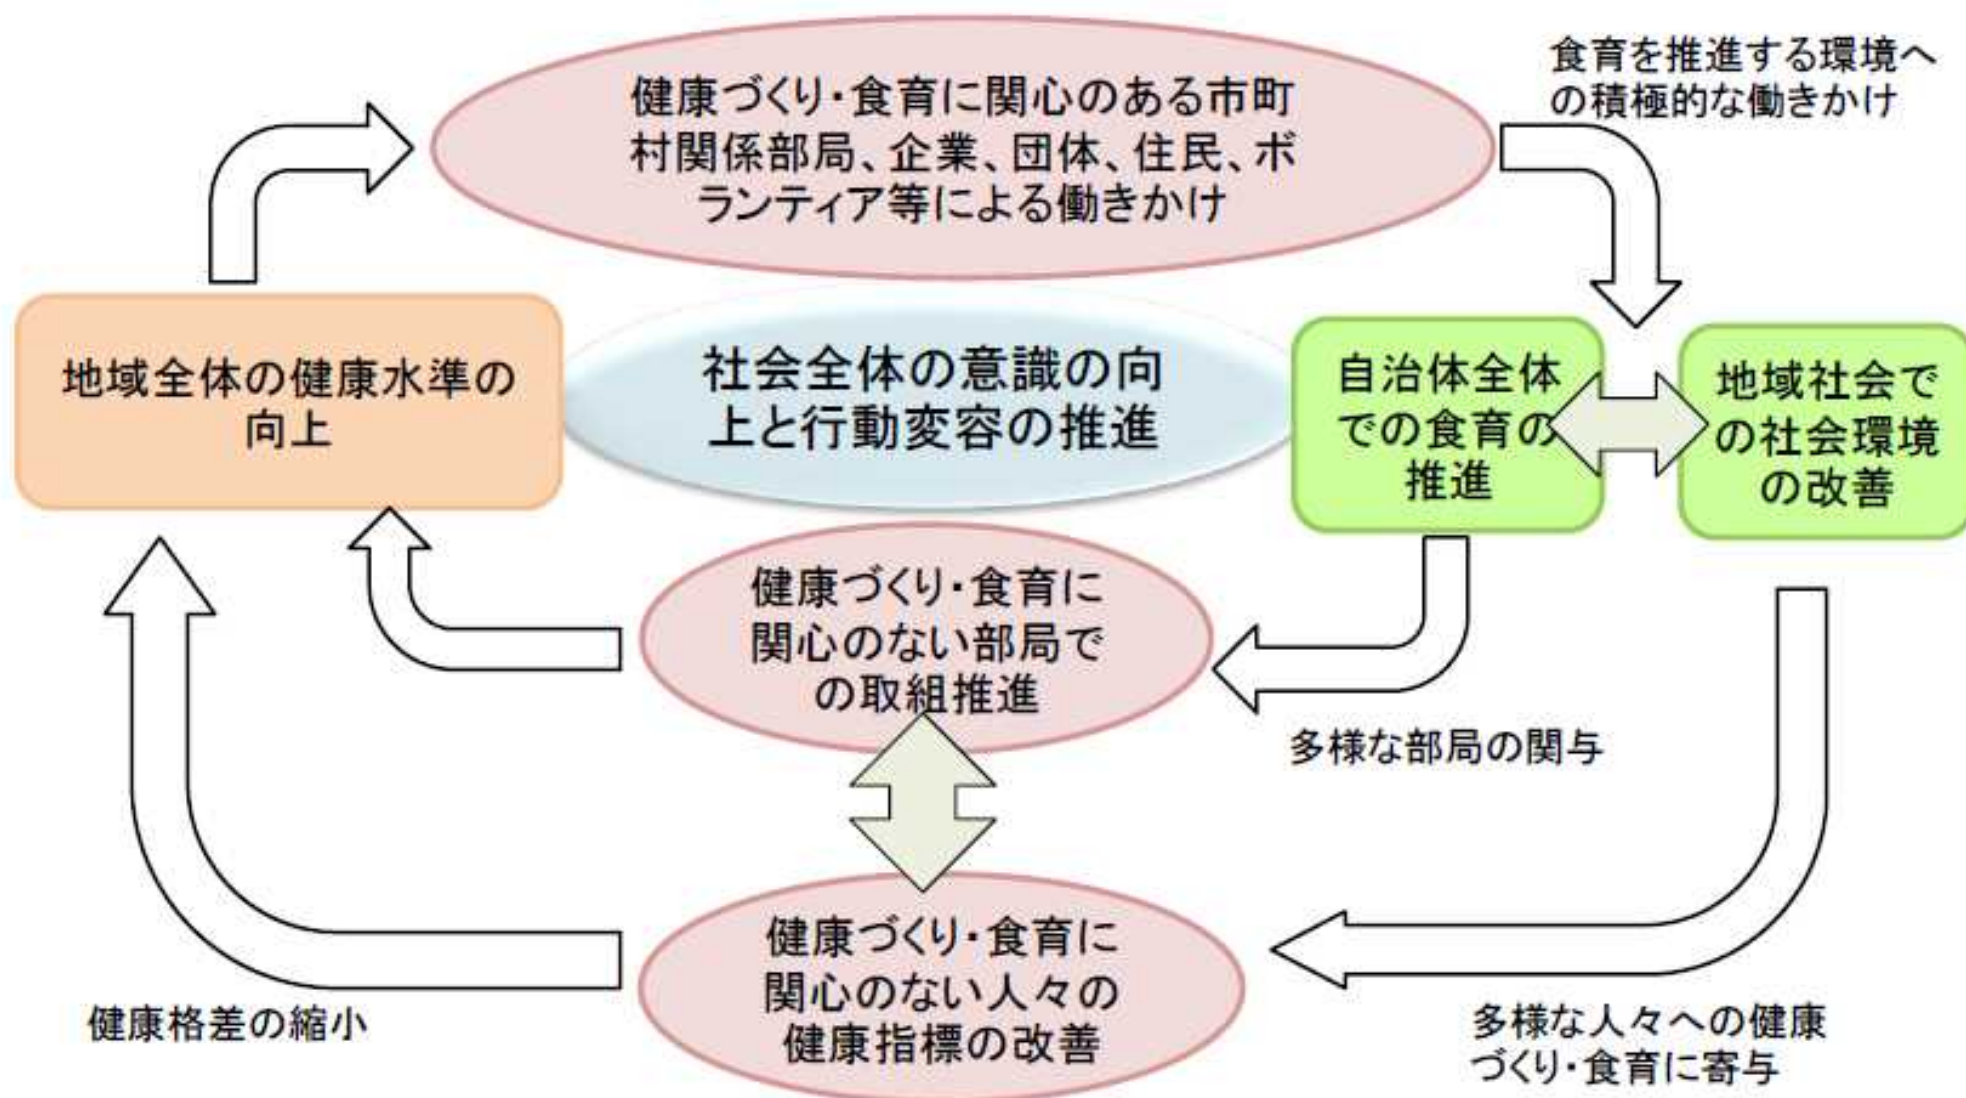 健康づくり・食育に関心のある市町
村関係部局、企業、団体、住民、ボ
ランティア等による働きかけ
食育を推進する環境へ
の積極的な働きかけ
地域全体の健康水準の
向上
社会全体の意識の向
上と行動変容の推進
自治体全体
での食育の
推進
地域社会で
の社会環境
の改善
健康づくり・食育に
関心のない部局で
の取組推進
多様な部局の関与
健康づくり・食育に
関心のない人々の
健康指標の改善
健康格差の縮小
多様な人々への健康
づくり・食育に寄与